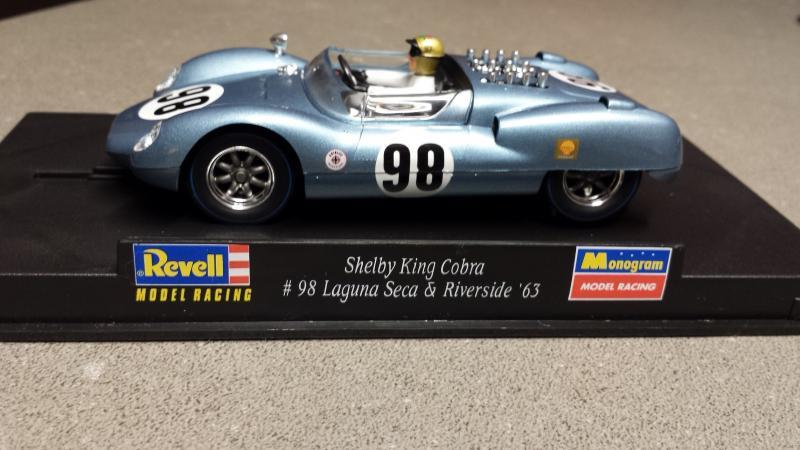 98
98
Revell
MODEL RACING
Shelby King Cobra
# 98 Laguna Seca & Riverside '63
Monogram
MODEL RACING